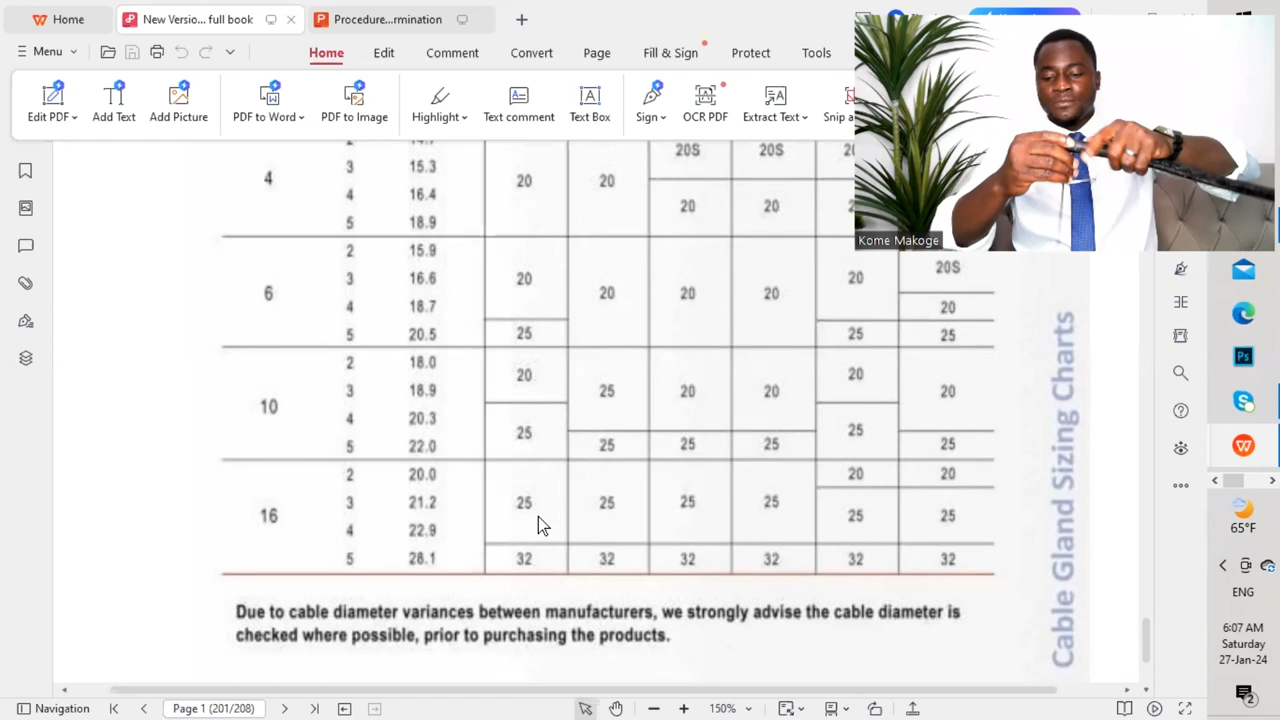 Home
New Versio... full book
Procedure...rmination
Menu
Home Edit Comment Convert Page Fill & Sign Protect Tools
Edit PDF Add Text Add Picture PDF to Word PDF to Image Highlight Text comment Text Box Sign OCR PDF Extract Text Snip a
Kome Makoge
20S 20S
4 3 15.3 20 20
4 16.4
20 20
5 18.9
2 15.9
20S
6 3 16.6 20 20 20 20 20
4 18.7 20
5 20.5 25 25 25
2 18.0
20 20
10 3 18.9 25 20 20 20
4 20.3
25 25
5 22.0 25 25 25 25
2 20.0 20 20
16 3 21.2 25 25 25 25
25 25
4 22.9
5 26.1 32 32 32 32 32 32
Due to cable diameter variances between manufacturers, we strongly advise the cable diameter is
checked where possible, prior to purchasing the products.
Cable Gland Sizing Charts
Ps
65°F
ENG
6:07 AM
Saturday
27-Jan-24
2
Navigation Page 1 (201/208) 150%